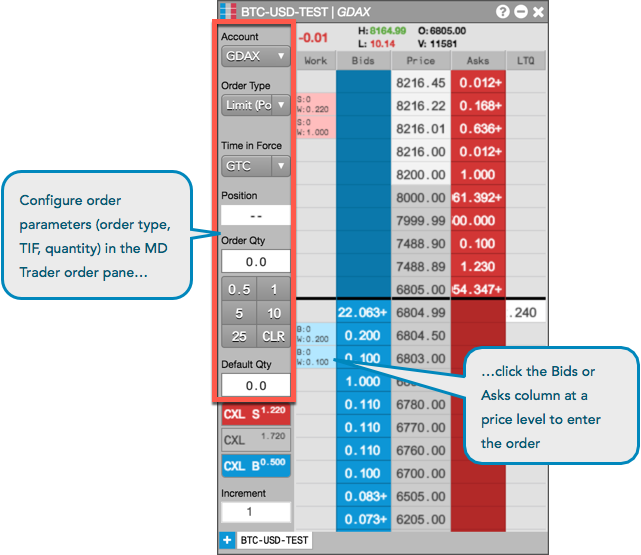 BTC-USD-TEST | GDAX
Account
GDAX
Order Type
Limit (Po
Time in Force
GTC
Position
--
Order Qty
0.0
0.5 1
5 10
25 CLR
Default Qty
0.0
CXL S 1.220
CXL 1.720
CXL B 0.500
Increment
1
-0.01 H: 8164.99 O: 6805.00
L: 10.14 V: 11581
Work Bids Price Asks LTQ
8216.45 0.012+
S:0
W:0.220 8216.22 0.168+
S:0
W:1.000 8216.01 0.636+
8216.00 0.012+
8200.00 1.000
8000.00 61.392+
7999.99 00.000
7488.90 0.100
7488.89 1.230
6805.00 54.347+
22.063+ 6804.99 .240
B:0
W:0.200 0.200 6804.50
B:0
W:0.100 0.100 6803.00
1.000
0.110 6780.00
0.110 6770.00
0.110 6760.00
0.100 6700.00
0.083+ 6505.00
0.073+ 6205.00
+ BTC-USD-TEST
Configure order
parameters (order type,
TIF, quantity) in the MD
Trader order pane...
...click the Bids or
Asks column at a
price level to enter
the order